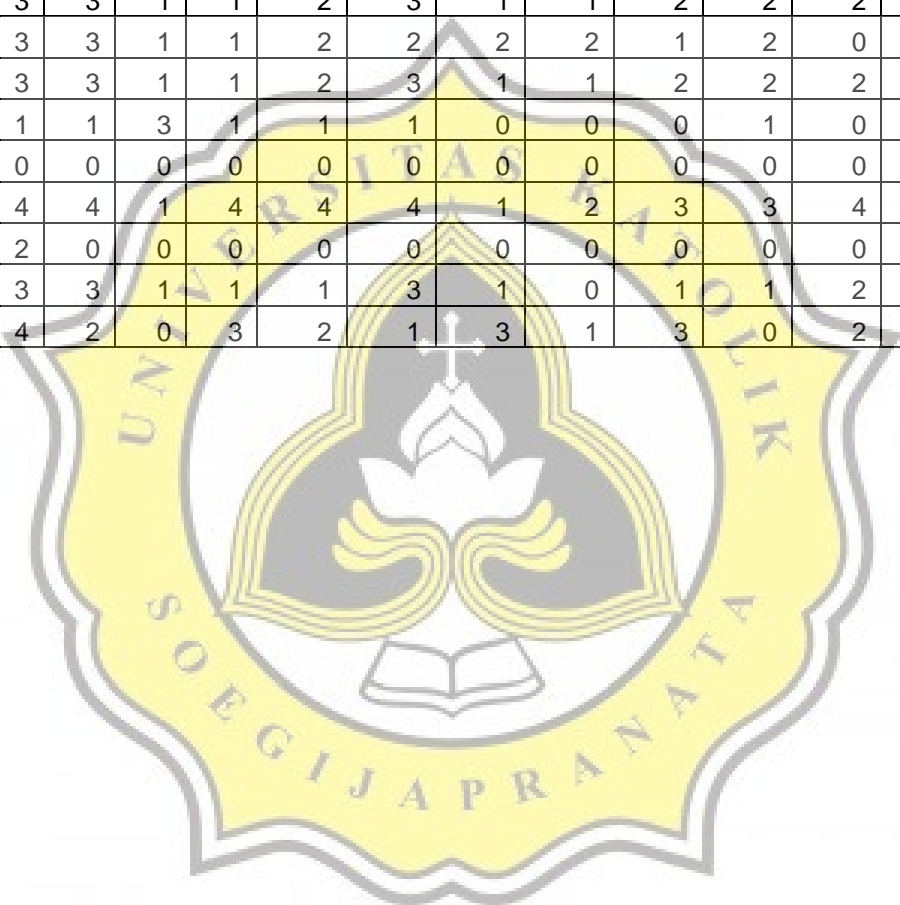 3 3 1 1 2 3 1 1 2 2 2
3 3 1 1 2 2 2 2 1 2 0
3 3 1 1 2 3 1 1 2 2 2
1 1 3 1 1 1 0 0 0 1 0
0 0 0 0 0 0 0 0 0 0 0
4 4 1 4 4 4 1 2 3 3 4
2 0 0 0 0 0 0 0 0 0 0
3 3 1 1 1 3 1 0 1 1 2
4 2 0 3 2 1 3 1 3 0 2
UNIVERSITAS KATOLIK
SOEGIJAPRANATA